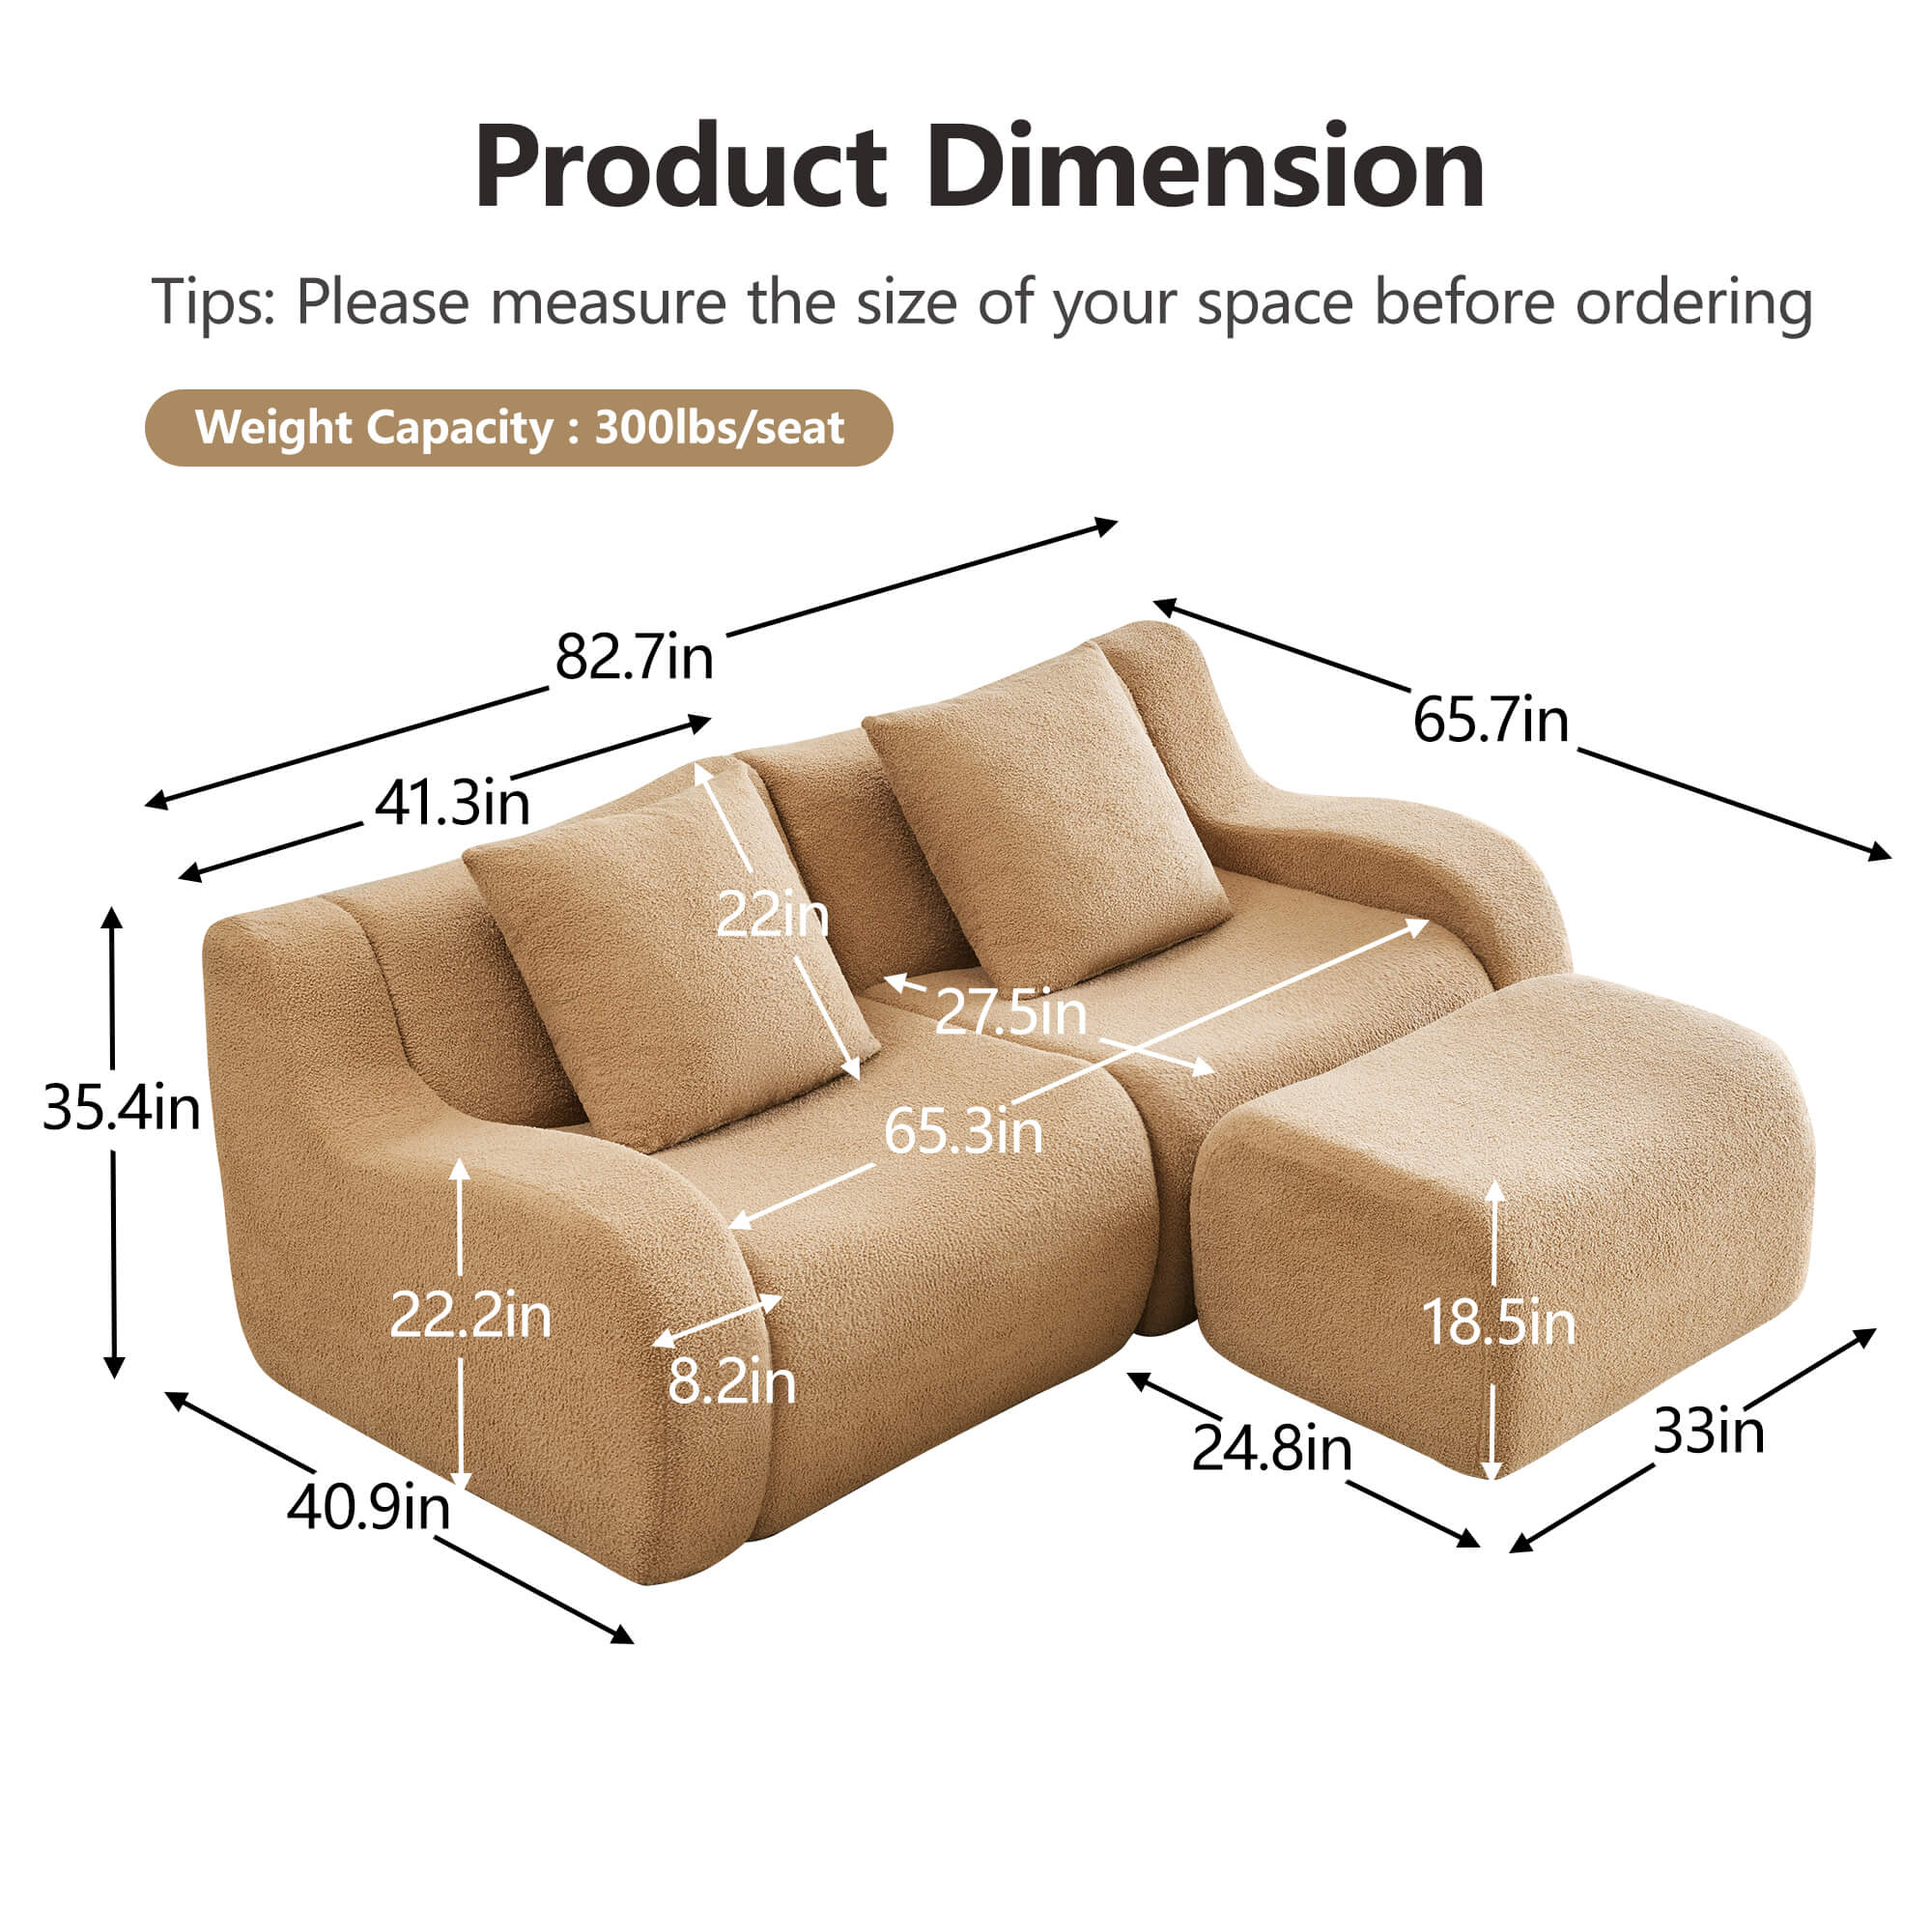 Product Dimension
Tips: Please measure the size of your space before ordering
Weight Capacity : 300lbs/seat
82.7in
65.7in
41.3in
22in
27.5in
35.4in
65.3in
22.2in
18.5in
8.2in
33in
24.8in
40.9in